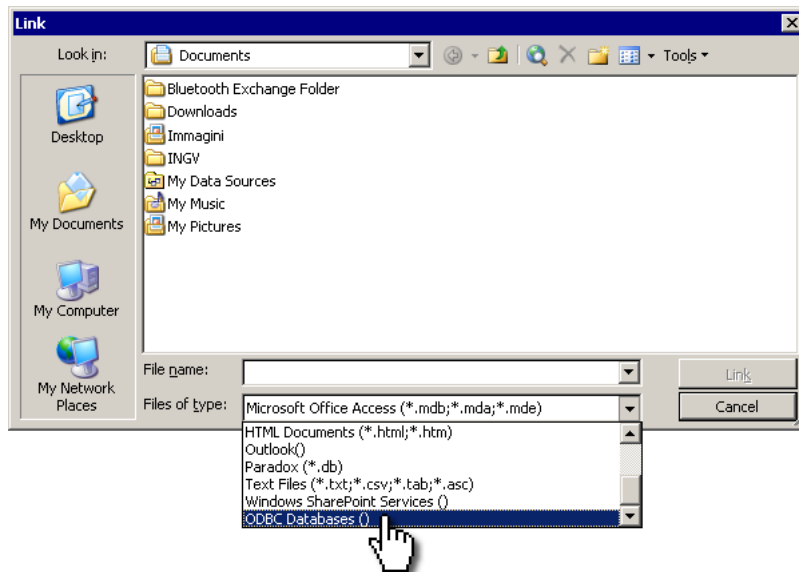 Link
Look in:
Documents
Tools
Bluetooth Exchange Folder
Downloads
Immagini
INGV
My Data Sources
My Music
My Pictures
Desktop
My Documents
My Computer
My Network
Places
File name:
Link
Files of type:
Microsoft Office Access (*.mdb;*.mda;*.mde)
Cancel
HTML Documents (*.html;*.htm)
Outlook()
Paradox (*.db)
Text Files (*.txt;*.csv;*.tab;*.asc)
Windows SharePoint Services ()
ODBC Databases ()